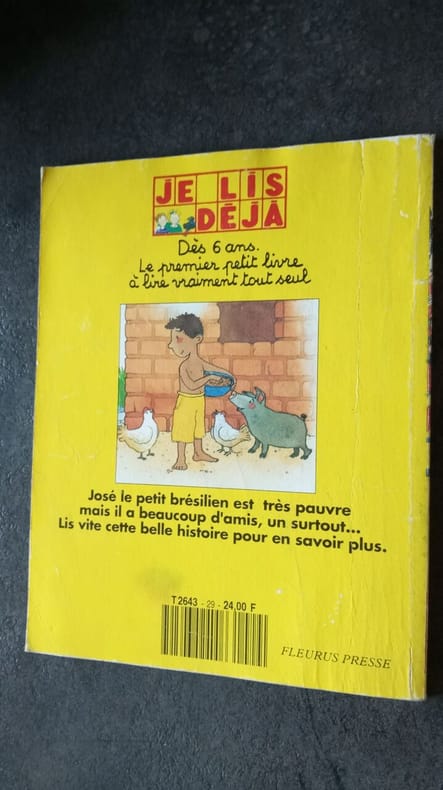 JE LIS
DÉJÀ
Dès 6 ans.
Le premier petit livre
à lire vraiment tout seul
José le petit brésilien est très pauvre
mais il a beaucoup d'amis, un surtout...
Lis vite cette belle histoire pour en savoir plus.
T 2643 - 29 - 24,00 F
FLEURUS PRESSE